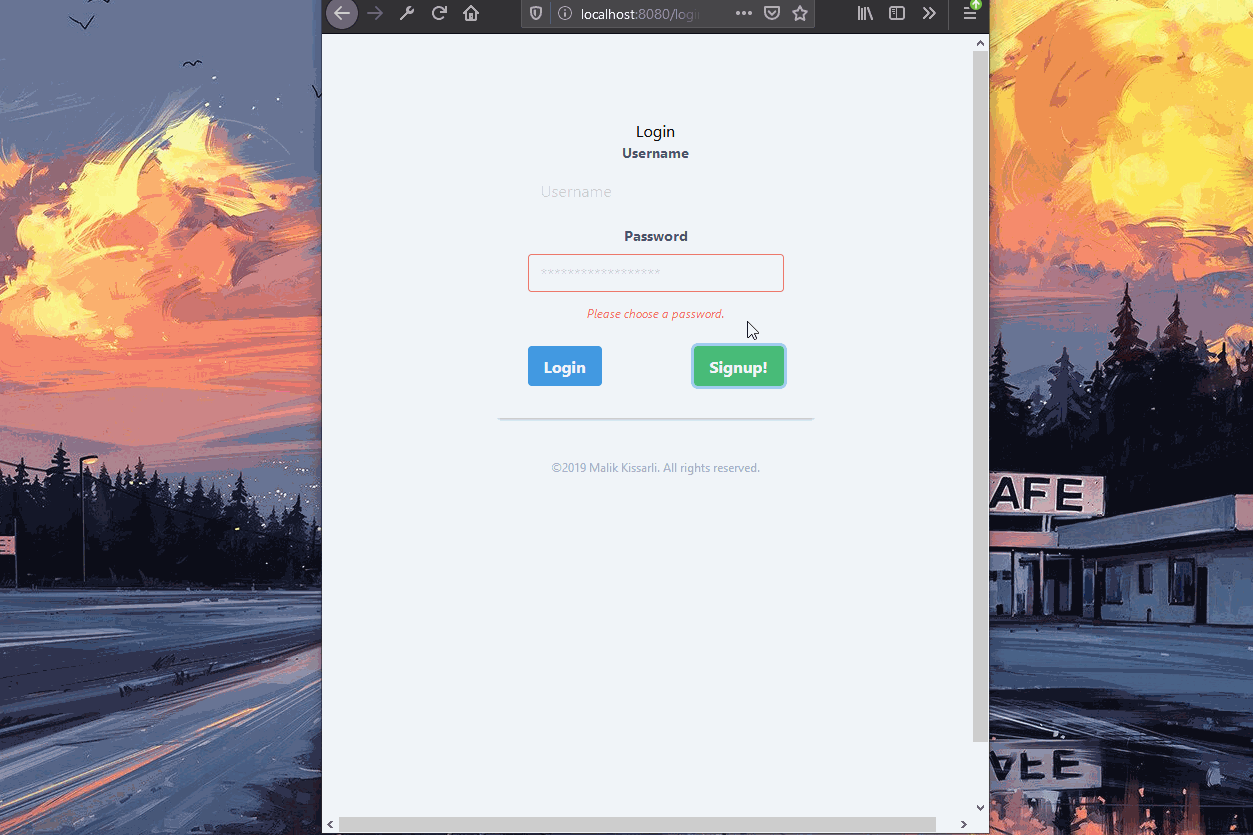 localhost:8080/logi
Login
Username
Username
Password
******************
Please choose a password.
Login
Signup!
©2019 Malik Kissarli. All rights reserved.
AFE